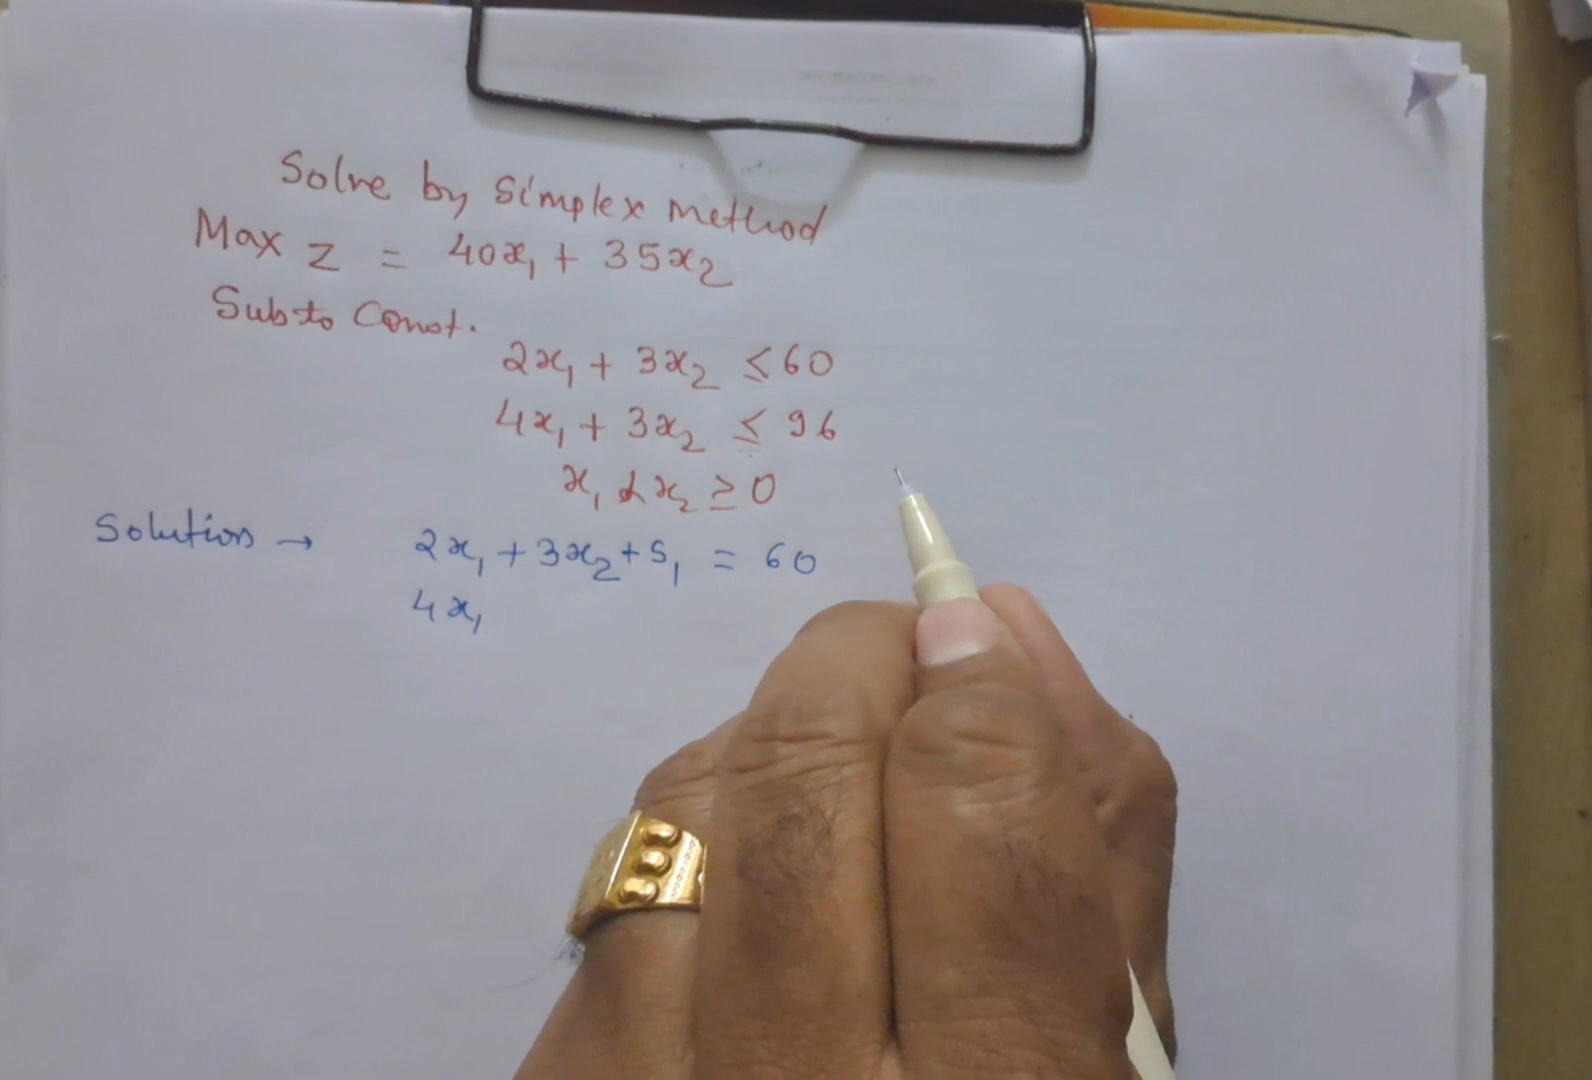 Solve by Simplex Method
Max Z = 40x₁ + 35x₂
Sub to Const.
2x₁ + 3x₂ ≤ 60
4x₁ + 3x₂ ≤ 96
x₁ & x₂ ≥ 0
Solution → 2x₁ + 3x₂ + S₁ = 60
4x₁